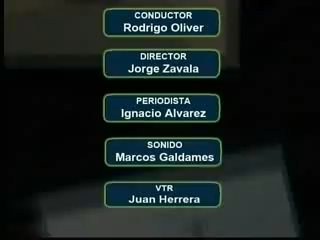 CONDUCTOR
Rodrigo Oliver
DIRECTOR
Jorge Zavala
PERIODISTA
Ignacio Alvarez
SONIDO
Marcos Galdames
VTR
Juan Herrera